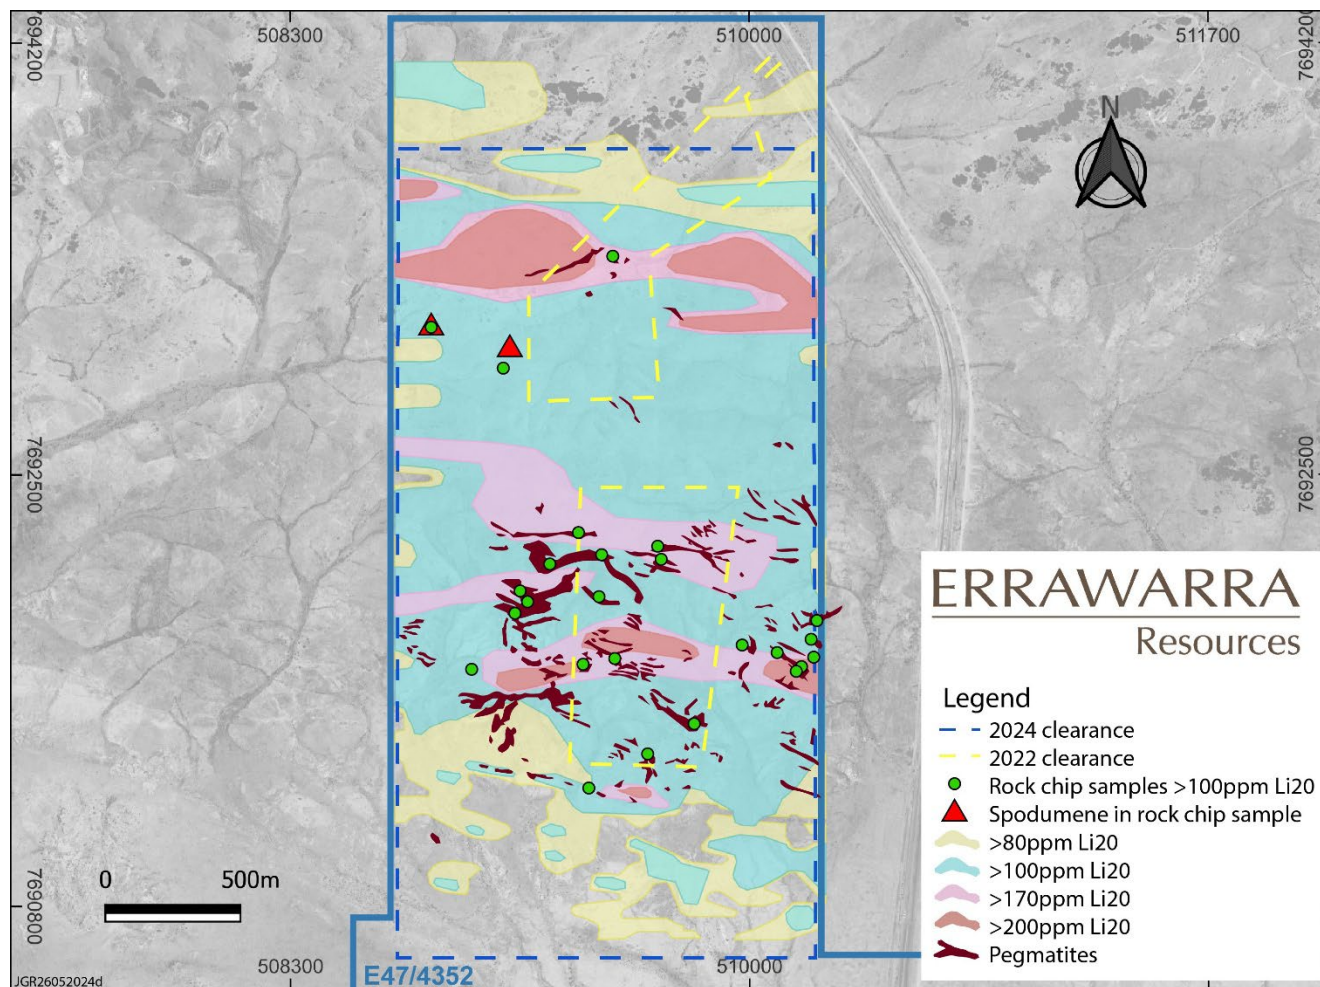 508300
510000
511700
7694200
7694200
N
7692500
7692500
ERRAWARRA
Resources
Legend
2024 clearance
2022 clearance
Rock chip samples >100ppm Li20
Spodumene in rock chip sample
>80ppm Li20
>100ppm Li20
>170ppm Li20
>200ppm Li20
Pegmatites
0 500m
7690800
508300
510000
E47/4352
JGR26052024d